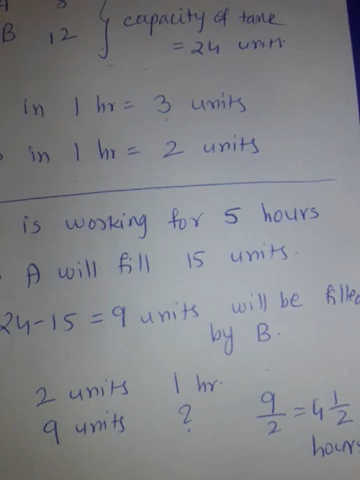 B 12 } capacity of tank
= 24 units
in 1 hr = 3 units
in 1 hr = 2 units
is working for 5 hours
A will fill 15 units.
24-15 = 9 units will be filled
by B.
2 units 1 hr.
9 units ? 9/2 = 4 1/2
hours